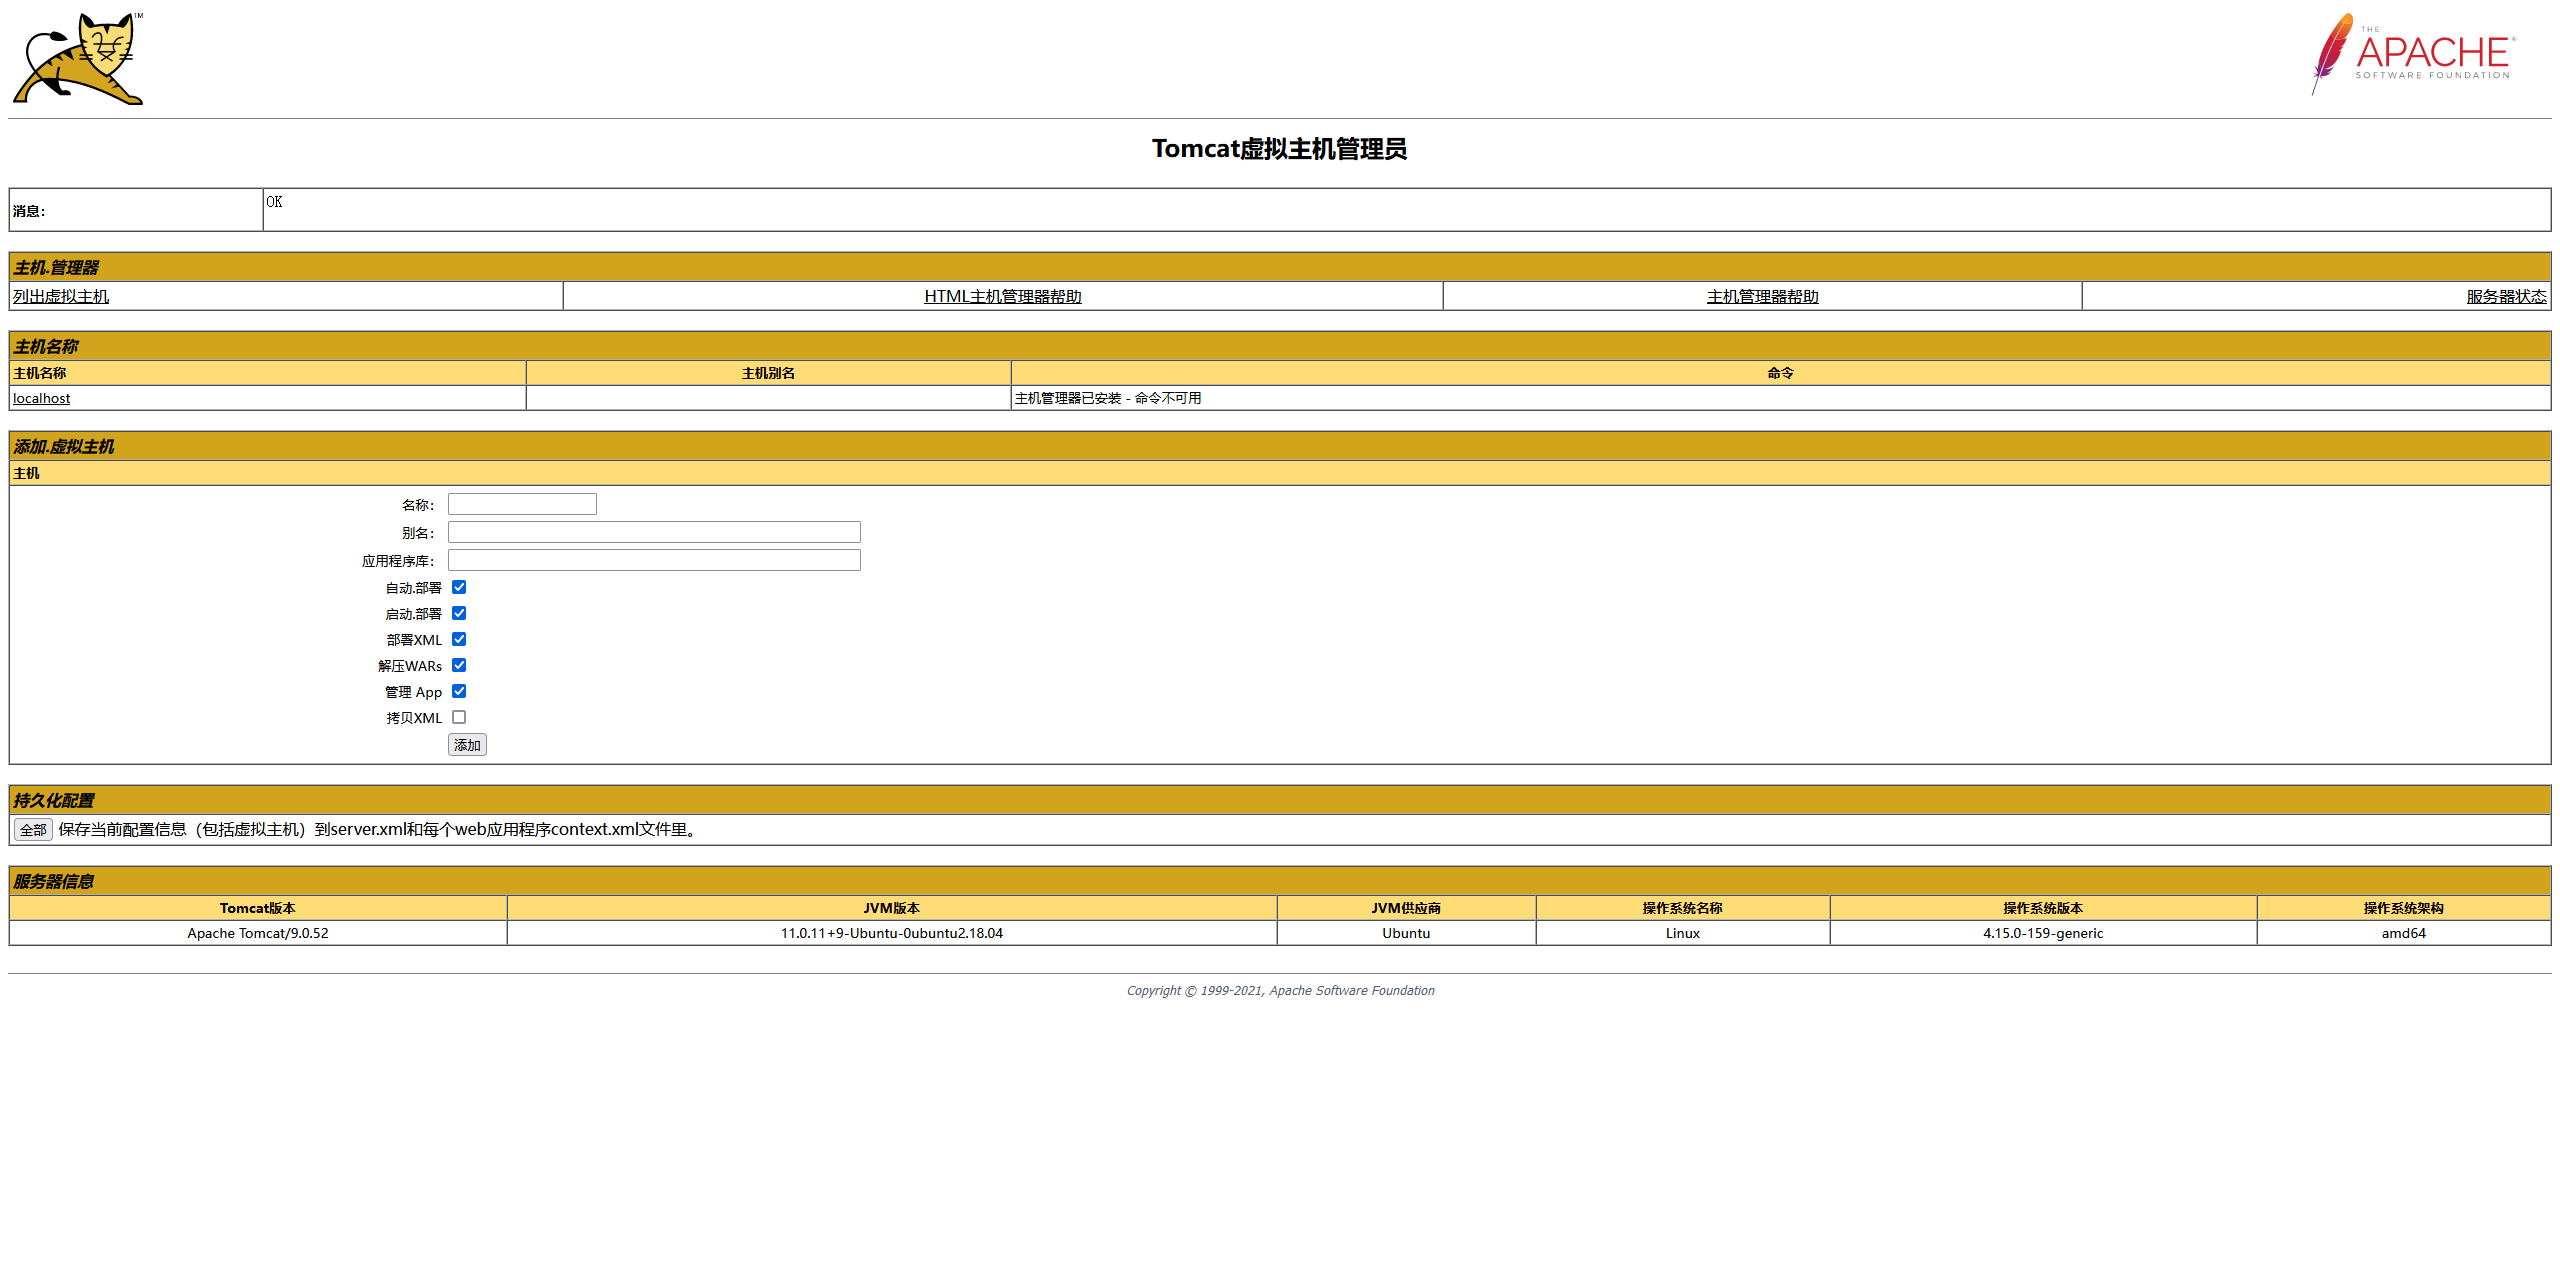 TM
THE
APACHE®
SOFTWARE FOUNDATION
Tomcat虚拟主机管理员
消息： OK
主机.管理器
列出虚拟主机 HTML主机管理器帮助 主机管理器帮助 服务器状态
主机名称
主机名称 主机别名 命令
localhost 主机管理器已安装 - 命令不可用
添加.虚拟主机
主机
名称：
别名：
应用程序库：
自动.部署
启动.部署
部署XML
解压WARs
管理 App
拷贝XML
添加
持久化配置
全部 保存当前配置信息（包括虚拟主机）到server.xml和每个web应用程序context.xml文件里。
服务器信息
Tomcat版本 JVM版本 JVM供应商 操作系统名称 操作系统版本 操作系统架构
Apache Tomcat/9.0.52 11.0.11+9-Ubuntu-0ubuntu2.18.04 Ubuntu Linux 4.15.0-159-generic amd64
Copyright © 1999-2021, Apache Software Foundation